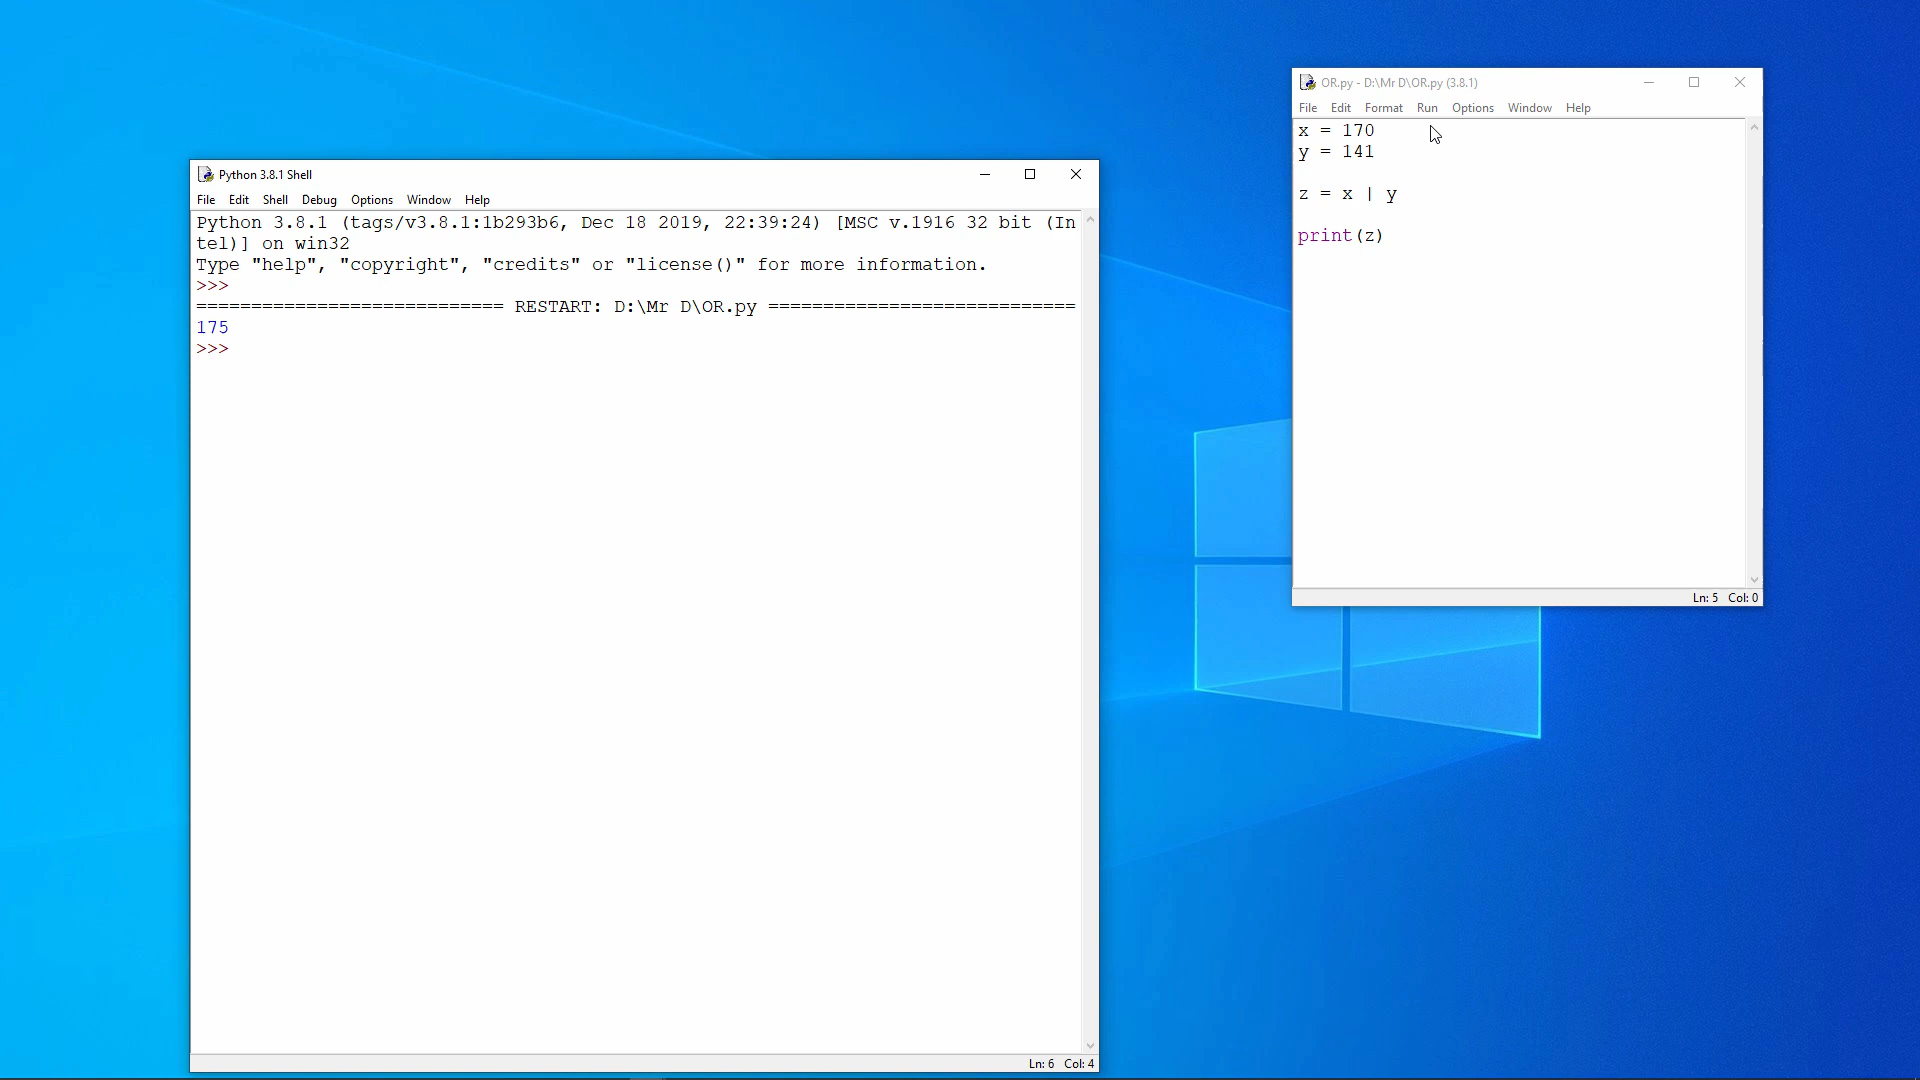 Python 3.8.1 Shell
File Edit Shell Debug Options Window Help
Python 3.8.1 (tags/v3.8.1:1b293b6, Dec 18 2019, 22:39:24) [MSC v.1916 32 bit (In
tel)] on win32
Type "help", "copyright", "credits" or "license()" for more information.
>>>
============================ RESTART: D:\Mr D\OR.py ============================
175
>>>
Ln: 6 Col: 4
OR.py - D:\Mr D\OR.py (3.8.1)
File Edit Format Run Options Window Help
x = 170
y = 141
z = x | y
print(z)
Ln: 5 Col: 0